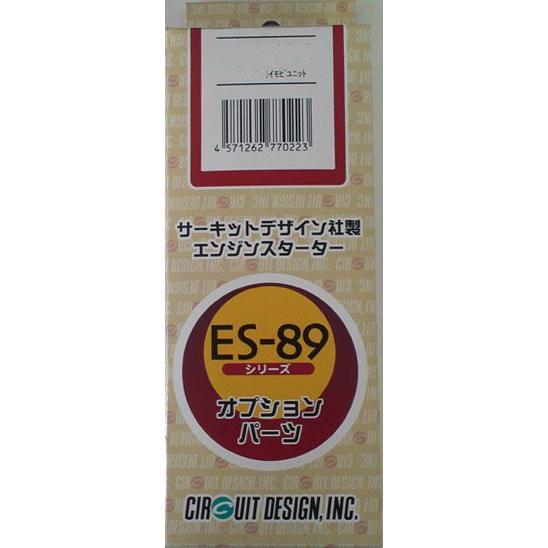 イモビユニット
4 571262 770223
サーキットデザイン社製
エンジンスターター
ES-89
シリーズ
オプション
パーツ
CIRCUIT DESIGN, INC.